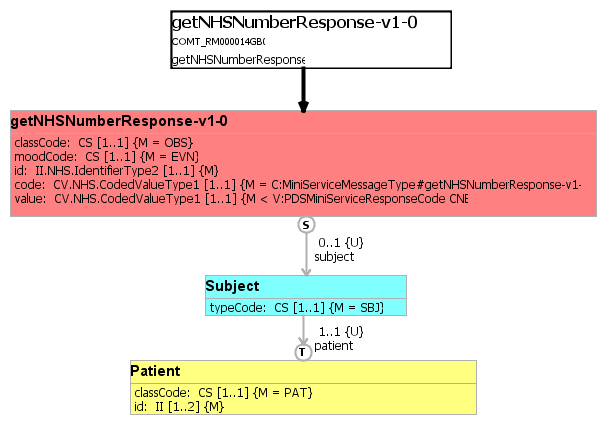 getNHSNumberResponse-v1-0
COMT_RM000014GB(
getNHSNumberResponse
getNHSNumberResponse-v1-0
classCode: CS [1..1] {M = OBS}
moodCode: CS [1..1] {M = EVN}
id: II.NHS.IdentifierType2 [1..1] {M}
code: CV.NHS.CodedValueType1 [1..1] {M = C:MiniServiceMessageType#getNHSNumberResponse-v1-
value: CV.NHS.CodedValueType1 [1..1] {M < V:PDSMiniServiceResponseCode CNE
S
0..1 {U}
subject
Subject
typeCode: CS [1..1] {M = SBJ}
1..1 {U}
T
patient
Patient
classCode: CS [1..1] {M = PAT}
id: II [1..2] {M}